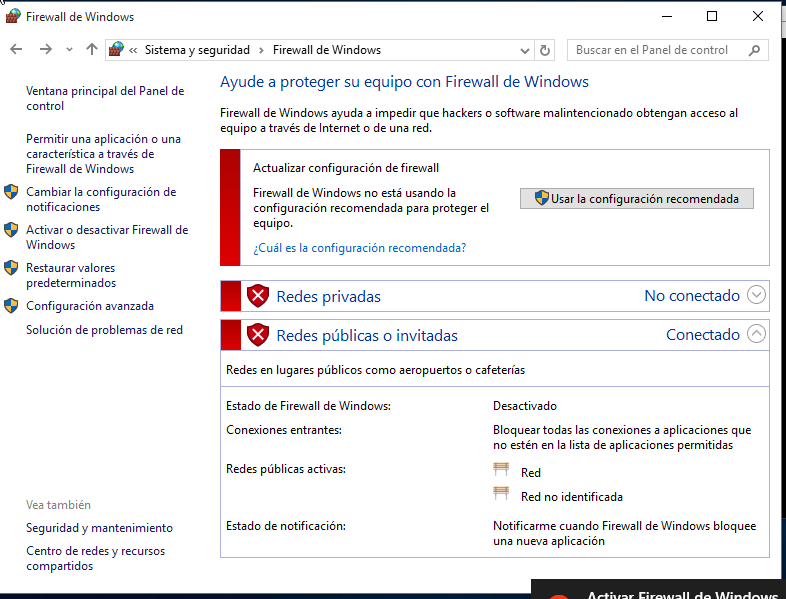 Firewall de Windows
« Sistema y seguridad › Firewall de Windows
Buscar en el Panel de control
Ventana principal del Panel de
control
Permitir una aplicación o una
característica a través de
Firewall de Windows
Cambiar la configuración de
notificaciones
Activar o desactivar Firewall de
Windows
Restaurar valores
predeterminados
Configuración avanzada
Solución de problemas de red
Vea también
Seguridad y mantenimiento
Centro de redes y recursos
compartidos
Ayude a proteger su equipo con Firewall de Windows
Firewall de Windows ayuda a impedir que hackers o software malintencionado obtengan acceso al
equipo a través de Internet o de una red.
Actualizar configuración de firewall
Firewall de Windows no está usando la
configuración recomendada para proteger el
equipo.
¿Cuál es la configuración recomendada?
Usar la configuración recomendada
Redes privadas No conectado
Redes públicas o invitadas Conectado
Redes en lugares públicos como aeropuertos o cafeterías
Estado de Firewall de Windows: Desactivado
Conexiones entrantes: Bloquear todas las conexiones a aplicaciones que
no estén en la lista de aplicaciones permitidas
Redes públicas activas: Red
Red no identificada
Estado de notificación: Notificarme cuando Firewall de Windows bloquee
una nueva aplicación
Activar Firewall de Windows